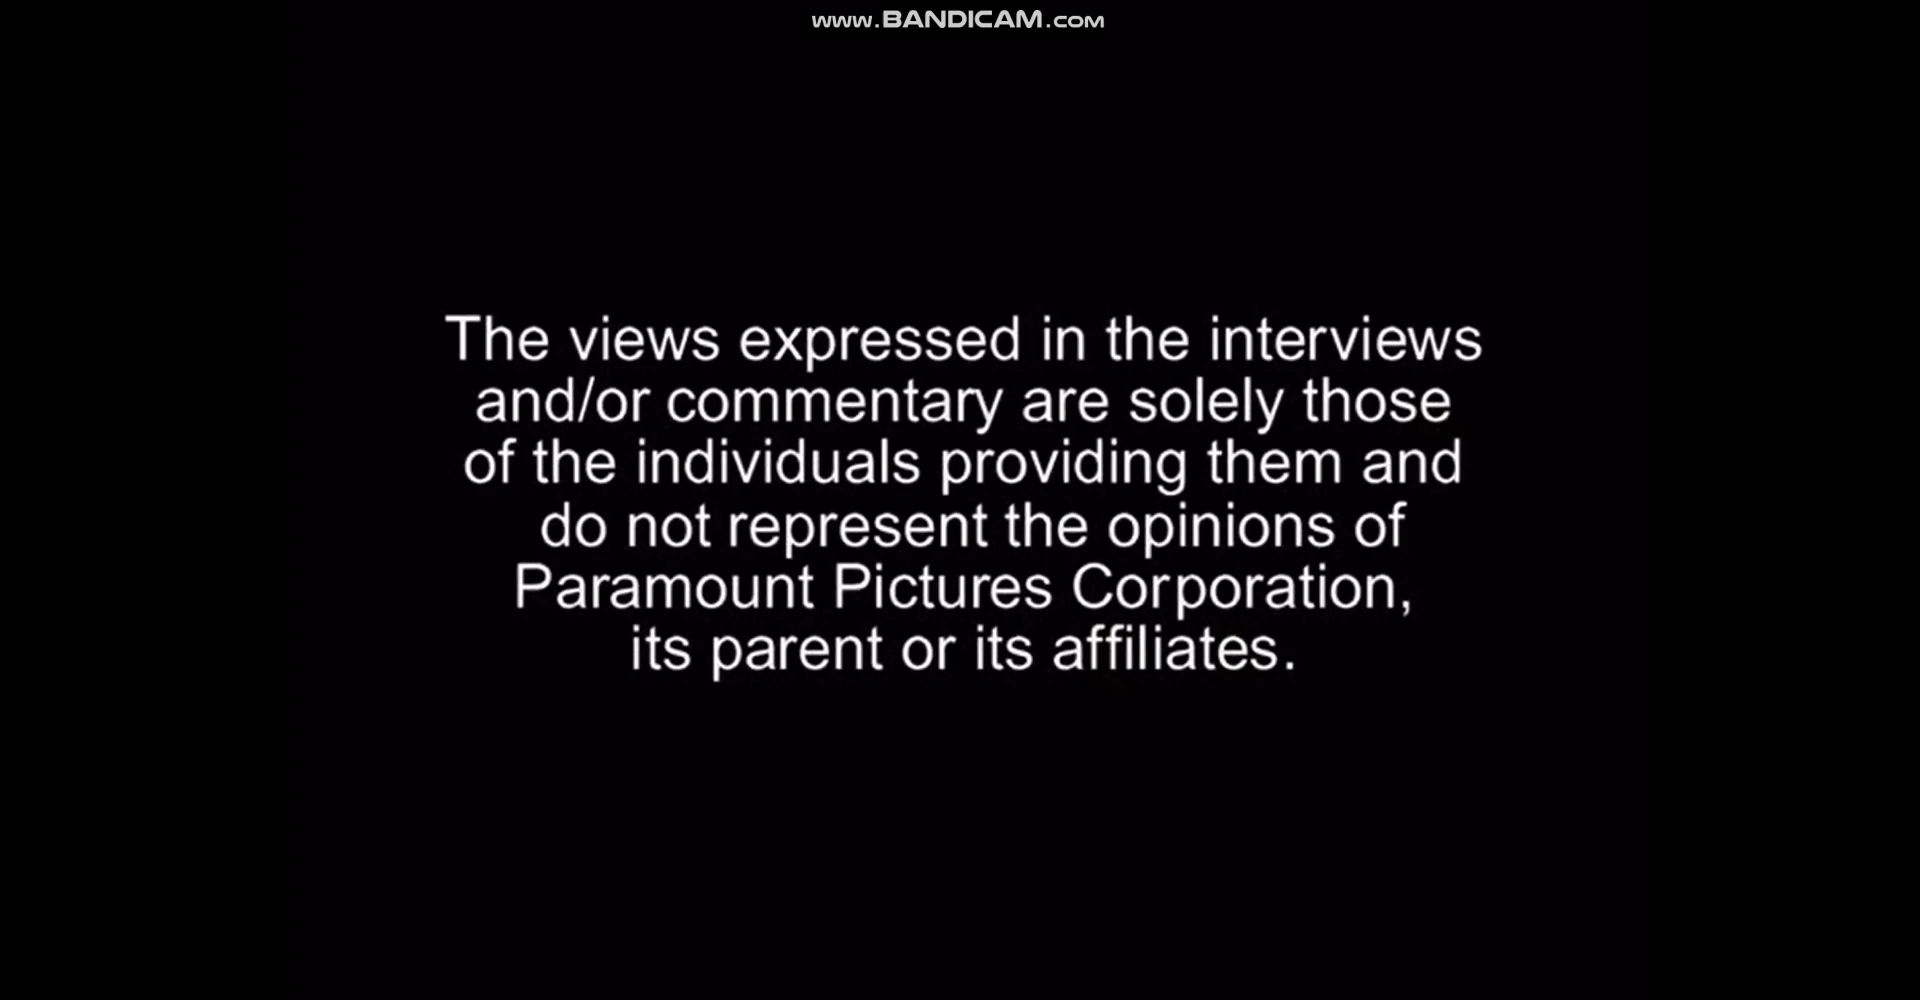 www.BANDICAM.com
The views expressed in the interviews
and/or commentary are solely those
of the individuals providing them and
do not represent the opinions of
Paramount Pictures Corporation,
its parent or its affiliates.